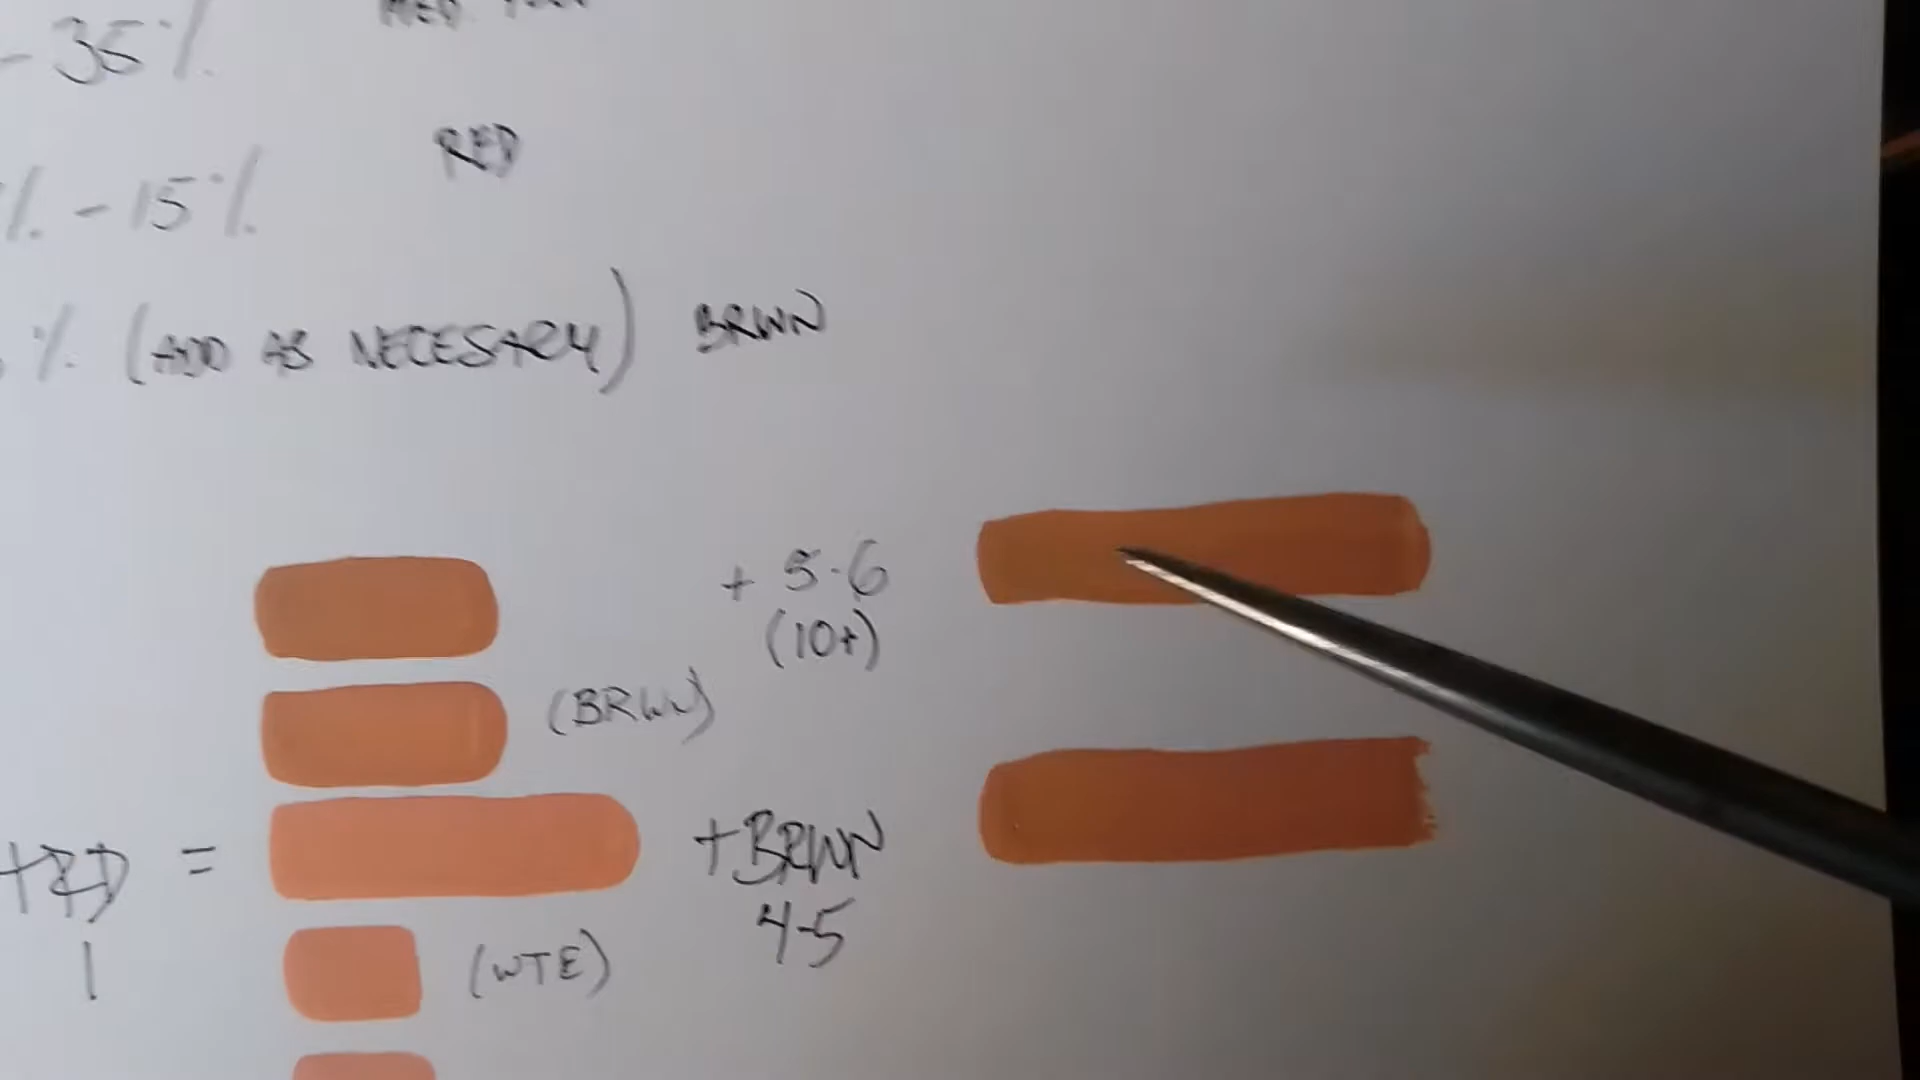 - 35%
RED
%. - 15%
% (ADD AS NECESARY) BRWN
+ 5-6
(10+)
(BRWN)
+RD = +BRWN
1 4-5
(WTE)